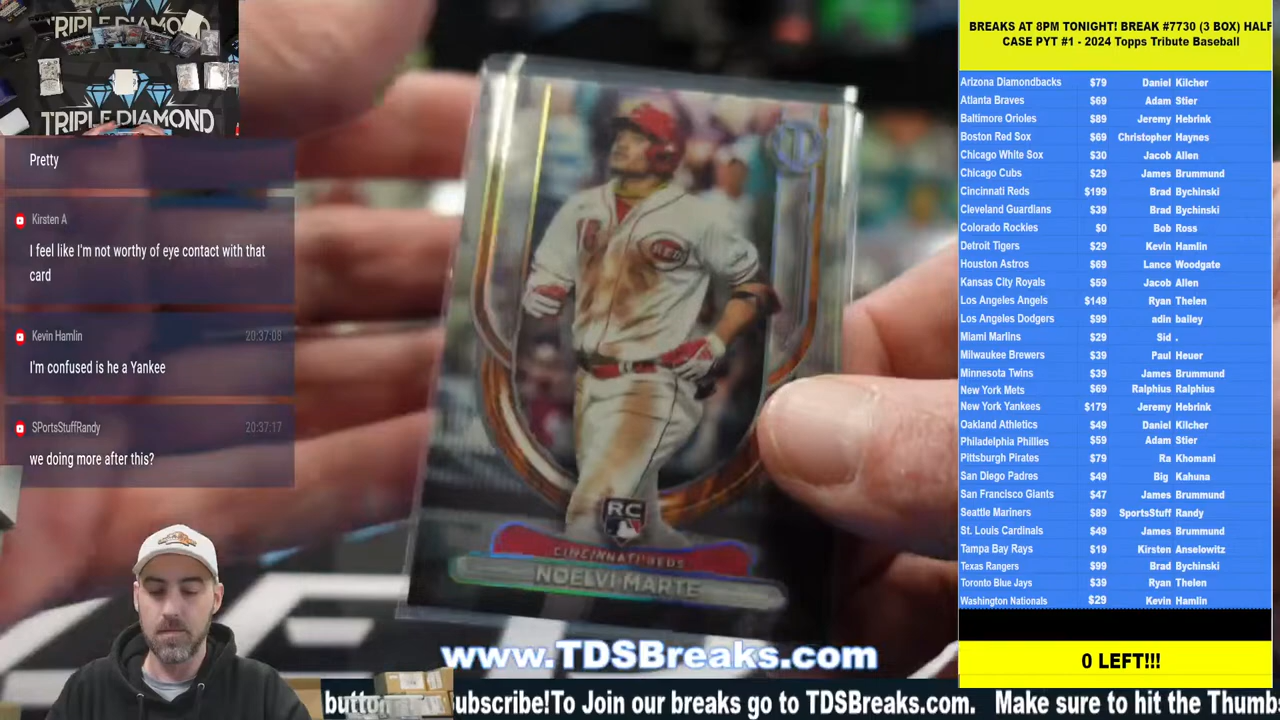 TRIPLE DIAMOND
TRIPLE DIAMOND
Pretty
Kirsten A
I feel like I'm not worthy of eye contact with that
card
Kevin Hamlin 20:37:08
I'm confused is he a Yankee
SPortsStuffRandy 20:37:17
we doing more after this?
RC
CINCINNATI REDS
NOELVI MARTE
www.TDSBreaks.com
BREAKS AT 8PM TONIGHT! BREAK #7730 (3 BOX) HALF
CASE PYT #1 - 2024 Topps Tribute Baseball
Arizona Diamondbacks $79 Daniel Kilcher
Atlanta Braves $69 Adam Stier
Baltimore Orioles $89 Jeremy Hebrink
Boston Red Sox $69 Christopher Haynes
Chicago White Sox $30 Jacob Allen
Chicago Cubs $29 James Brummund
Cincinnati Reds $199 Brad Bychinski
Cleveland Guardians $39 Brad Bychinski
Colorado Rockies $0 Bob Ross
Detroit Tigers $29 Kevin Hamlin
Houston Astros $69 Lance Woodgate
Kansas City Royals $59 Jacob Allen
Los Angeles Angels $149 Ryan Thelen
Los Angeles Dodgers $99 adin bailey
Miami Marlins $29 Sid .
Milwaukee Brewers $39 Paul Heuer
Minnesota Twins $39 James Brummund
New York Mets $69 Ralphius Ralphius
New York Yankees $179 Jeremy Hebrink
Oakland Athletics $49 Daniel Kilcher
Philadelphia Phillies $59 Adam Stier
Pittsburgh Pirates $79 Ra Khomani
San Diego Padres $49 Big Kahuna
San Francisco Giants $47 James Brummund
Seattle Mariners $89 SportsStuff Randy
St. Louis Cardinals $49 James Brummund
Tampa Bay Rays $19 Kirsten Anselowitz
Texas Rangers $99 Brad Bychinski
Toronto Blue Jays $39 Ryan Thelen
Washington Nationals $29 Kevin Hamlin
0 LEFT!!!
button ubscribe!To Join our breaks go to TDSBreaks.com. Make sure to hit the Thumbs